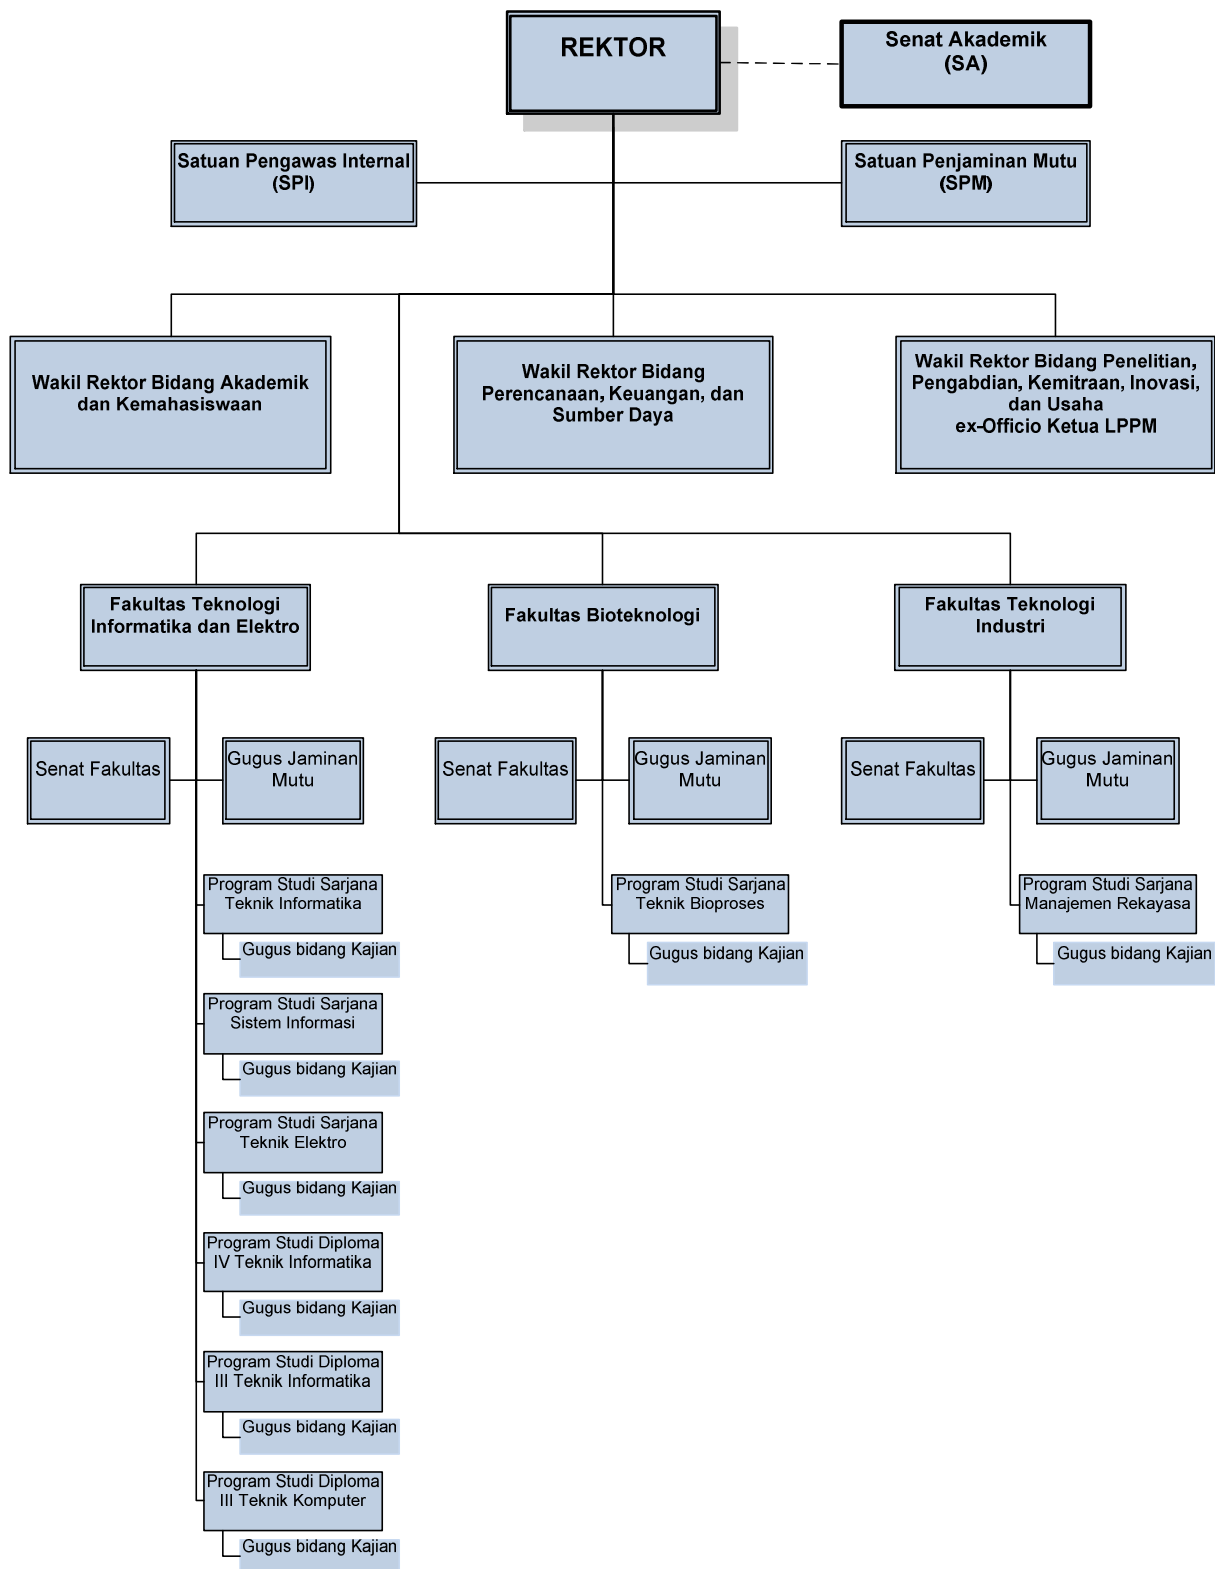 REKTOR
Senat Akademik
(SA)
Satuan Pengawas Internal
(SPI)
Satuan Penjaminan Mutu
(SPM)
Wakil Rektor Bidang Akademik
dan Kemahasiswaan
Wakil Rektor Bidang
Perencanaan, Keuangan, dan
Sumber Daya
Wakil Rektor Bidang Penelitian,
Pengabdian, Kemitraan, Inovasi,
dan Usaha
ex-Officio Ketua LPPM
Fakultas Teknologi
Informatika dan Elektro
Fakultas Bioteknologi
Fakultas Teknologi
Industri
Senat Fakultas
Gugus Jaminan
Mutu
Senat Fakultas
Gugus Jaminan
Mutu
Senat Fakultas
Gugus Jaminan
Mutu
Program Studi Sarjana
Teknik Informatika
Gugus bidang Kajian
Program Studi Sarjana
Teknik Bioproses
Gugus bidang Kajian
Program Studi Sarjana
Manajemen Rekayasa
Gugus bidang Kajian
Program Studi Sarjana
Sistem Informasi
Gugus bidang Kajian
Program Studi Sarjana
Teknik Elektro
Gugus bidang Kajian
Program Studi Diploma
IV Teknik Informatika
Gugus bidang Kajian
Program Studi Diploma
III Teknik Informatika
Gugus bidang Kajian
Program Studi Diploma
III Teknik Komputer
Gugus bidang Kajian